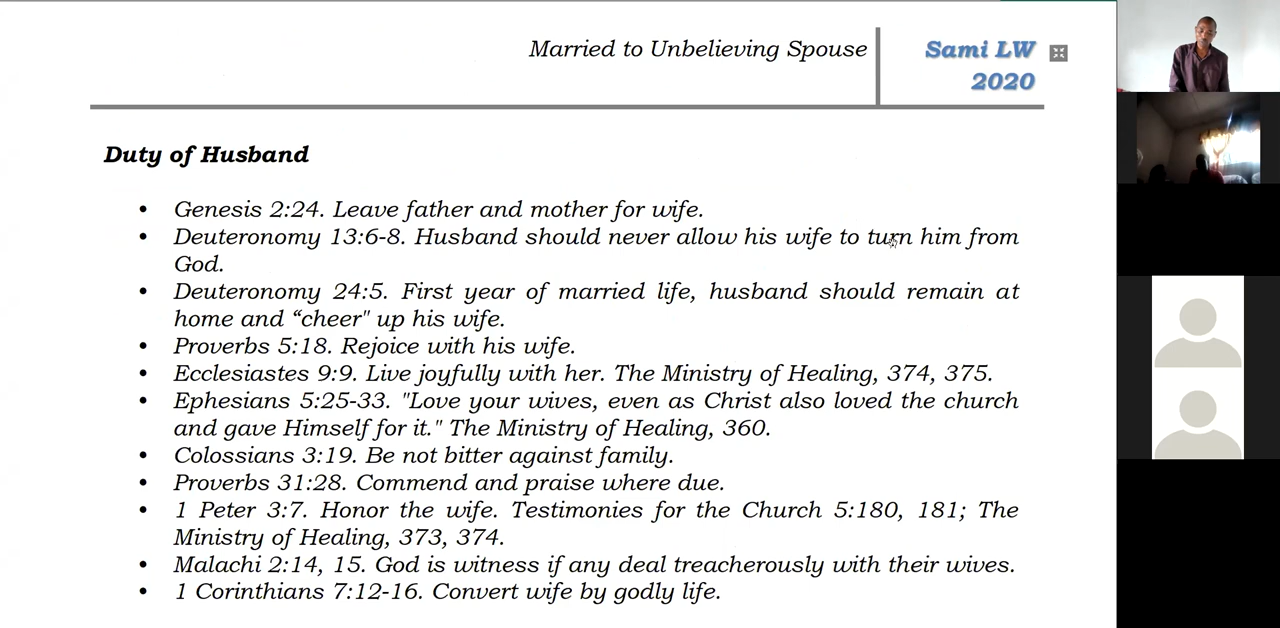 Married to Unbelieving Spouse
Sami LW
2020
Duty of Husband
• Genesis 2:24. Leave father and mother for wife.
• Deuteronomy 13:6-8. Husband should never allow his wife to turn him from
God.
• Deuteronomy 24:5. First year of married life, husband should remain at
home and “cheer" up his wife.
• Proverbs 5:18. Rejoice with his wife.
• Ecclesiastes 9:9. Live joyfully with her. The Ministry of Healing, 374, 375.
• Ephesians 5:25-33. "Love your wives, even as Christ also loved the church
and gave Himself for it." The Ministry of Healing, 360.
• Colossians 3:19. Be not bitter against family.
• Proverbs 31:28. Commend and praise where due.
• 1 Peter 3:7. Honor the wife. Testimonies for the Church 5:180, 181; The
Ministry of Healing, 373, 374.
• Malachi 2:14, 15. God is witness if any deal treacherously with their wives.
• 1 Corinthians 7:12-16. Convert wife by godly life.